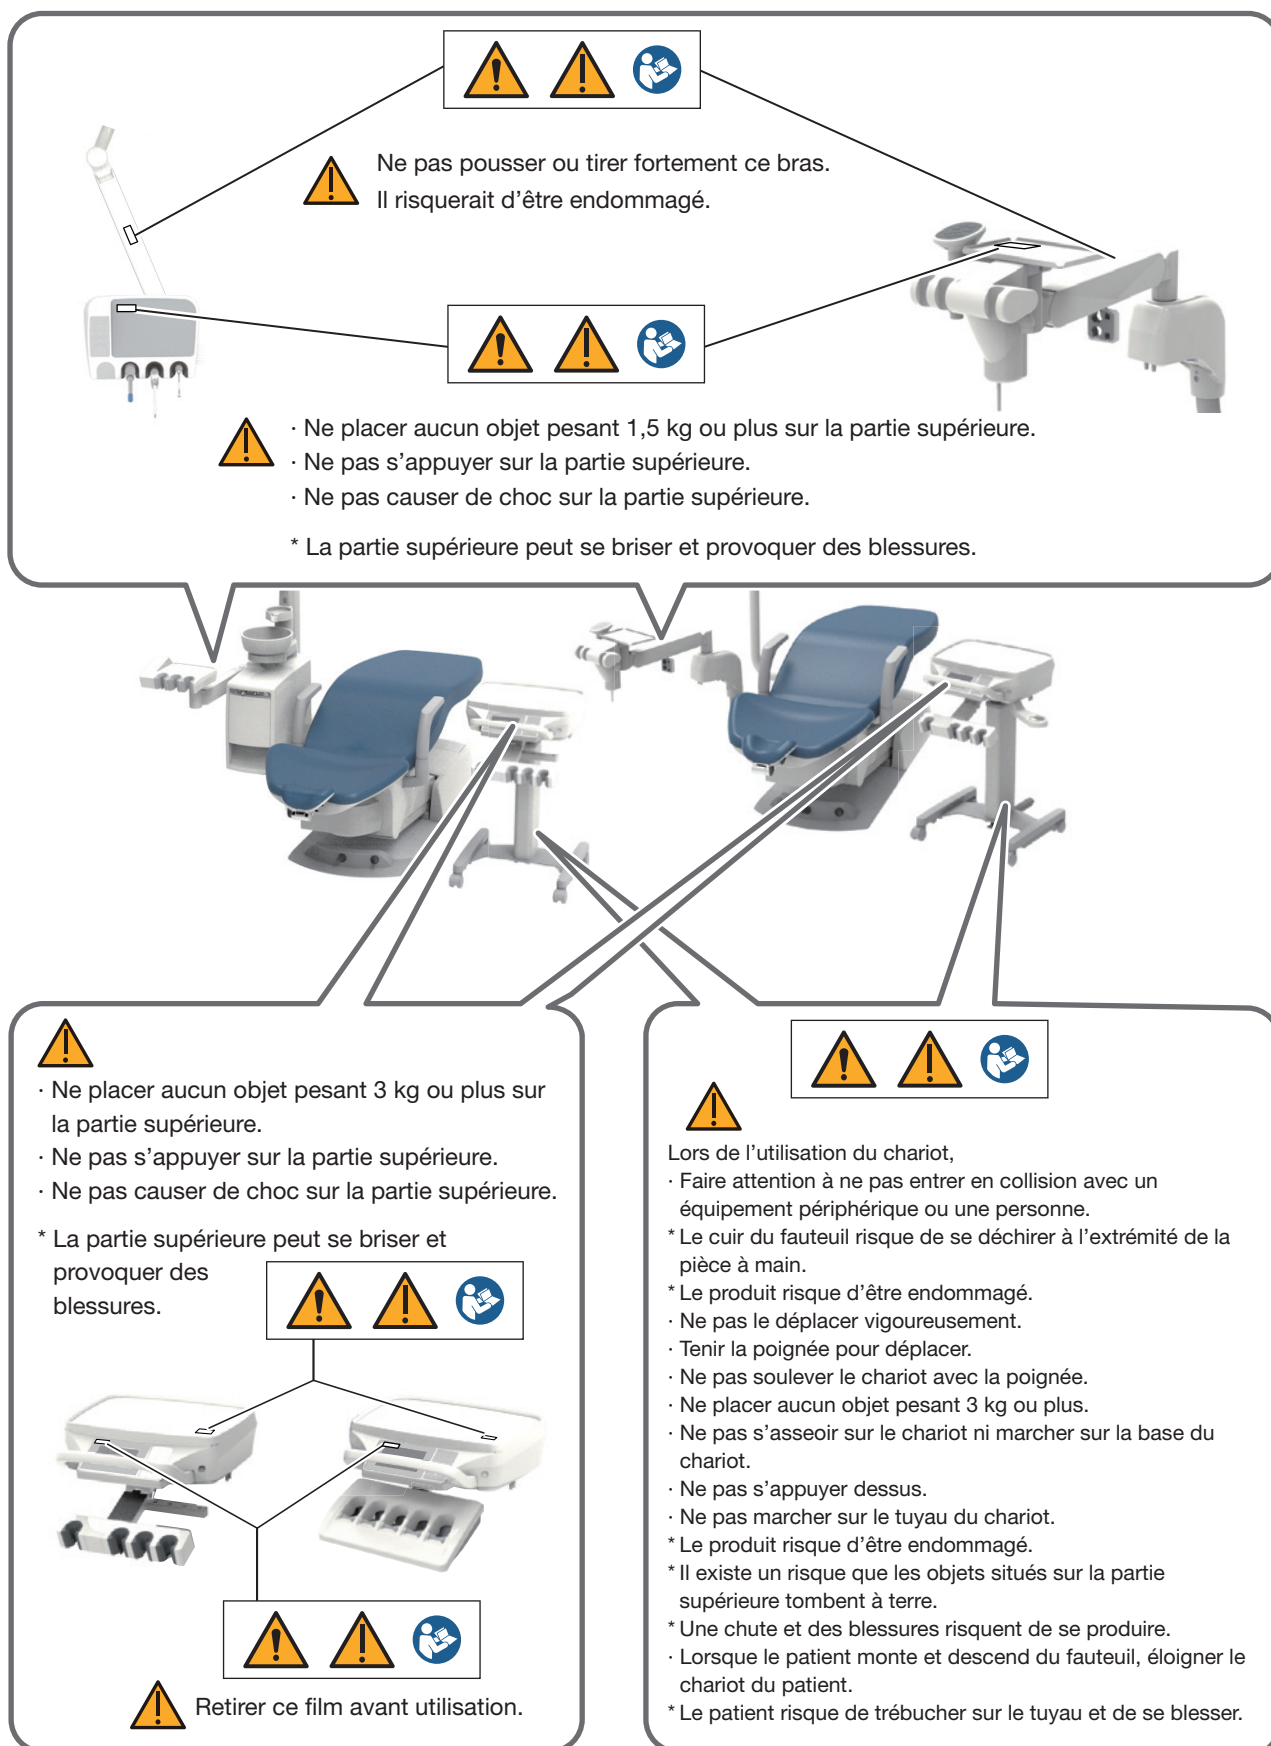 Ne pas pousser ou tirer fortement ce bras.
Il risquerait d’être endommagé.
· Ne placer aucun objet pesant 1,5 kg ou plus sur la partie supérieure.
· Ne pas s’appuyer sur la partie supérieure.
· Ne pas causer de choc sur la partie supérieure.
* La partie supérieure peut se briser et provoquer des blessures.
· Ne placer aucun objet pesant 3 kg ou plus sur
la partie supérieure.
· Ne pas s’appuyer sur la partie supérieure.
· Ne pas causer de choc sur la partie supérieure.
* La partie supérieure peut se briser et
provoquer des
blessures.
Retirer ce film avant utilisation.
Lors de l’utilisation du chariot,
· Faire attention à ne pas entrer en collision avec un
équipement périphérique ou une personne.
* Le cuir du fauteuil risque de se déchirer à l’extrémité de la
pièce à main.
* Le produit risque d’être endommagé.
· Ne pas le déplacer vigoureusement.
· Tenir la poignée pour déplacer.
· Ne pas soulever le chariot avec la poignée.
· Ne placer aucun objet pesant 3 kg ou plus.
· Ne pas s’asseoir sur le chariot ni marcher sur la base du
chariot.
· Ne pas s’appuyer dessus.
· Ne pas marcher sur le tuyau du chariot.
* Le produit risque d’être endommagé.
* Il existe un risque que les objets situés sur la partie
supérieure tombent à terre.
* Une chute et des blessures risquent de se produire.
· Lorsque le patient monte et descend du fauteuil, éloigner le
chariot du patient.
* Le patient risque de trébucher sur le tuyau et de se blesser.